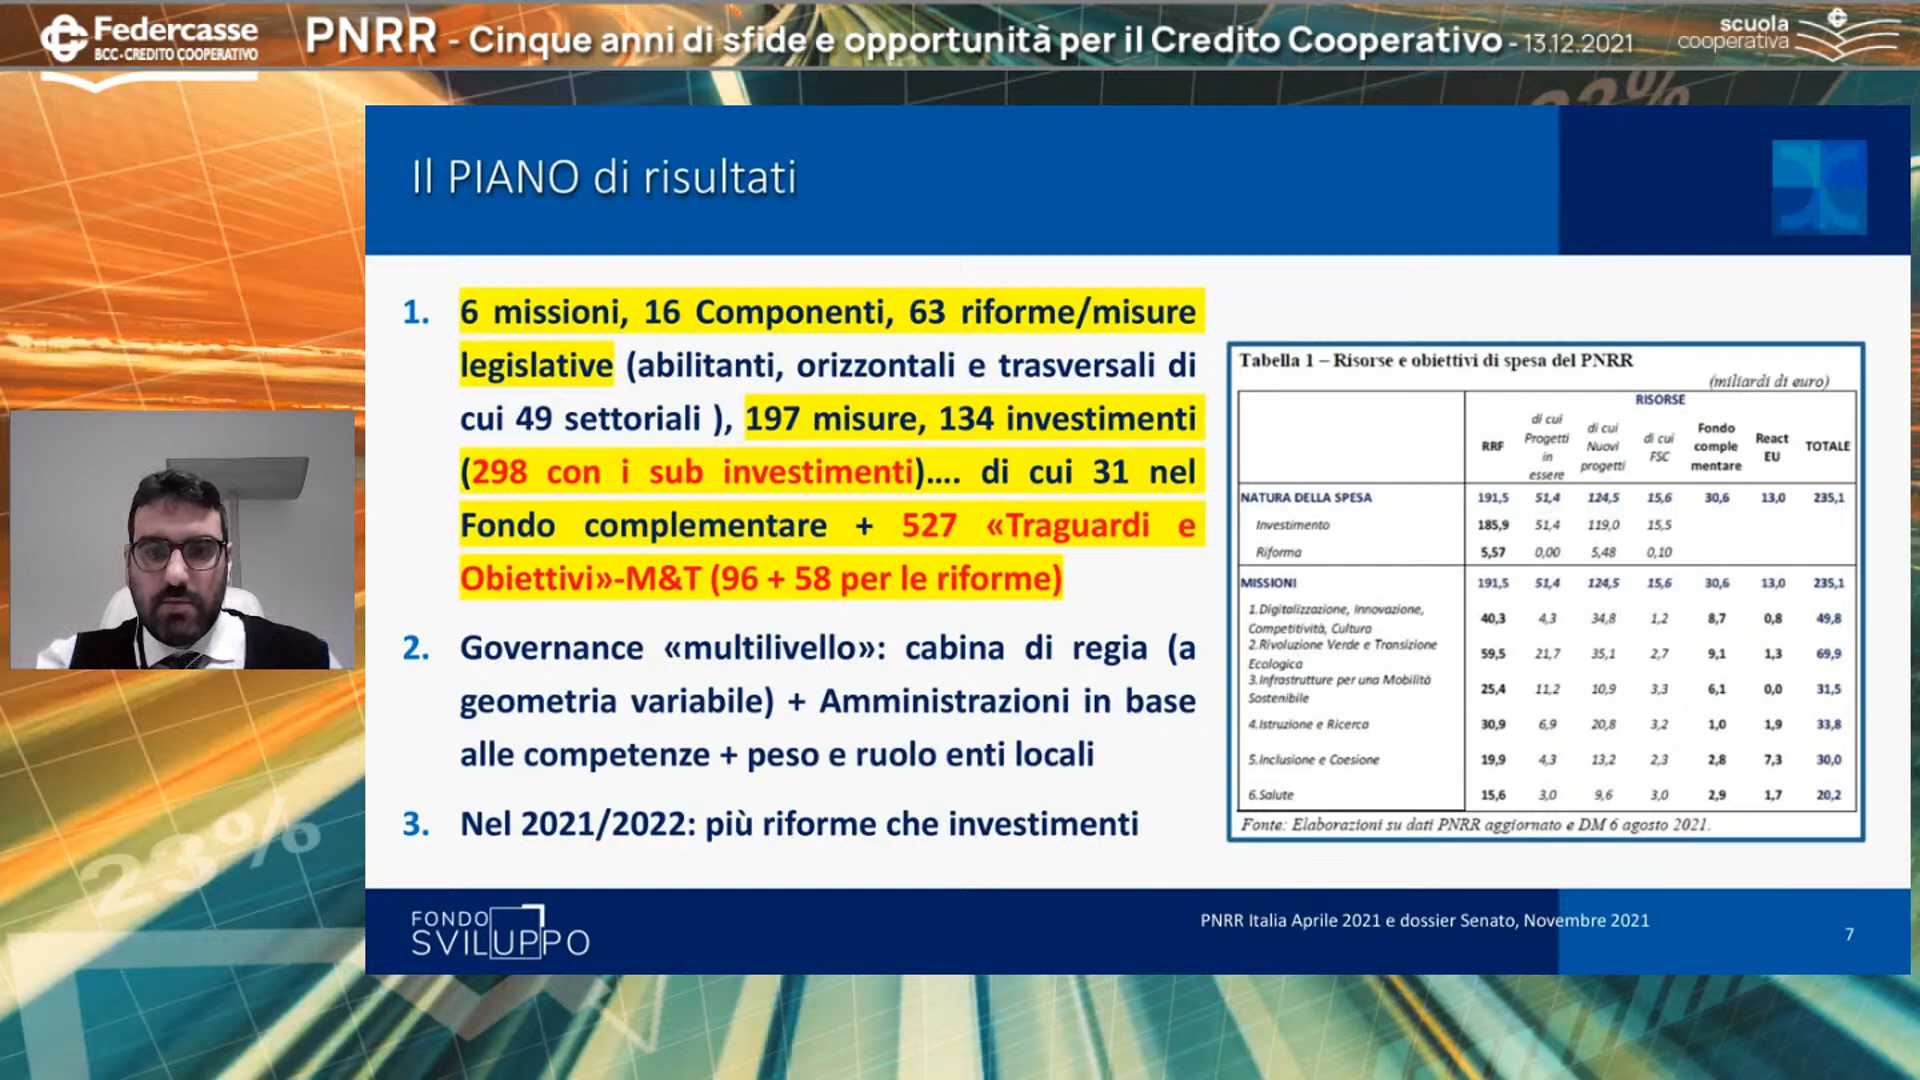 Federcasse
BCC-CREDITO COOPERATIVO
PNRR - Cinque anni di sfide e opportunità per il Credito Cooperativo - 13.12.2021
scuola
cooperativa
23%
Il PIANO di risultati
1. 6 missioni, 16 Componenti, 63 riforme/misure
legislative (abilitanti, orizzontali e trasversali di
cui 49 settoriali ), 197 misure, 134 investimenti
(298 con i sub investimenti)…. di cui 31 nel
Fondo complementare + 527 «Traguardi e
Obiettivi»-M&T (96 + 58 per le riforme)
2. Governance «multilivello»: cabina di regia (a
geometria variabile) + Amministrazioni in base
alle competenze + peso e ruolo enti locali
3. Nel 2021/2022: più riforme che investimenti
Tabella 1 – Risorse e obiettivi di spesa del PNRR
(miliardi di euro)
RISORSE
RRF di cui Progetti in essere di cui Nuovi progetti di cui FSC Fondo comple mentare React EU TOTALE
NATURA DELLA SPESA 191,5 51,4 124,5 15,6 30,6 13,0 235,1
Investimento 185,9 51,4 119,0 15,5
Riforma 5,57 0,00 5,48 0,10
MISSIONI 191,5 51,4 124,5 15,6 30,6 13,0 235,1
1.Digitalizzazione, Innovazione,
Competitività, Cultura 40,3 4,3 34,8 1,2 8,7 0,8 49,8
2.Rivoluzione Verde e Transizione
Ecologica 59,5 21,7 35,1 2,7 9,1 1,3 69,9
3.Infrastrutture per una Mobilità
Sostenibile 25,4 11,2 10,9 3,3 6,1 0,0 31,5
4.Istruzione e Ricerca 30,9 6,9 20,8 3,2 1,0 1,9 33,8
5.Inclusione e Coesione 19,9 4,3 13,2 2,3 2,8 7,3 30,0
6.Salute 15,6 3,0 9,6 3,0 2,9 1,7 20,2
Fonte: Elaborazioni su dati PNRR aggiornato e DM 6 agosto 2021.
23%
FONDO
SVILUPPO
PNRR Italia Aprile 2021 e dossier Senato, Novembre 2021
7